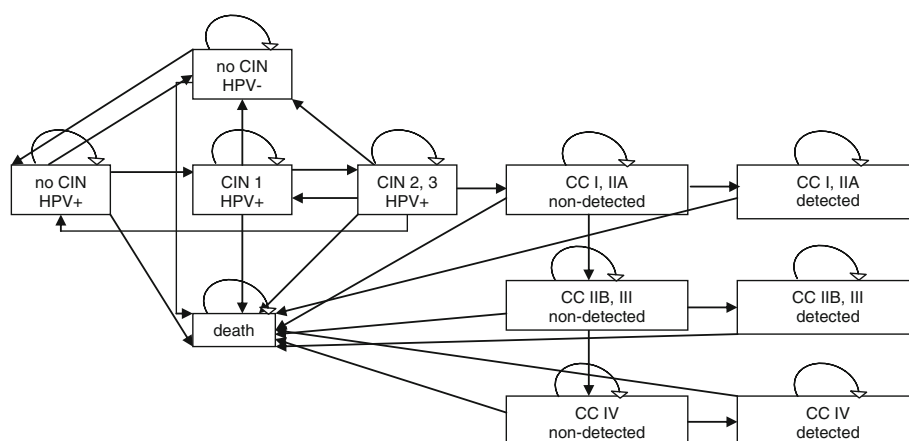 no CIN
HPV-
no CIN
HPV+
CIN 1
HPV+
CIN 2, 3
HPV+
CC I, IIA
non-detected
CC I, IIA
detected
CC IIB, III
non-detected
CC IIB, III
detected
death
CC IV
non-detected
CC IV
detected